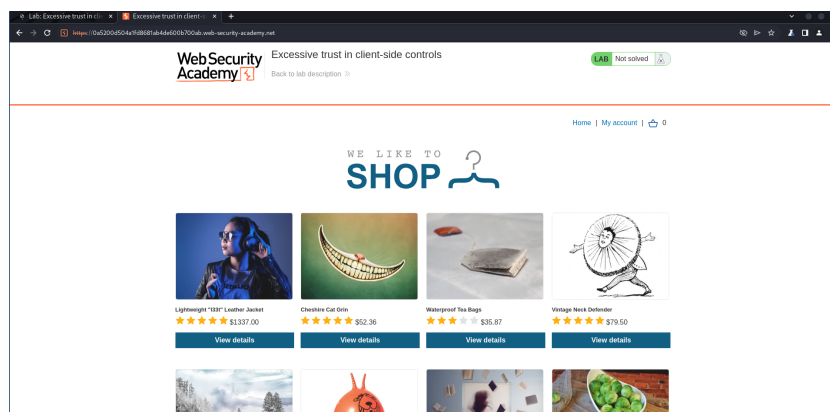 Lab: Excessive trust in clie
Excessive trust in client-s
https://0a5200d504a1fd8681ab4de600b700ab.web-security-academy.net
WebSecurity
Academy
Excessive trust in client-side controls
Back to lab description
LAB Not solved
Home | My account | 0
WE LIKE TO
SHOP
Lightweight "l33t" Leather Jacket
$1337.00
View details
Cheshire Cat Grin
$52.36
View details
Waterproof Tea Bags
$35.87
View details
Vintage Neck Defender
$79.50
View details